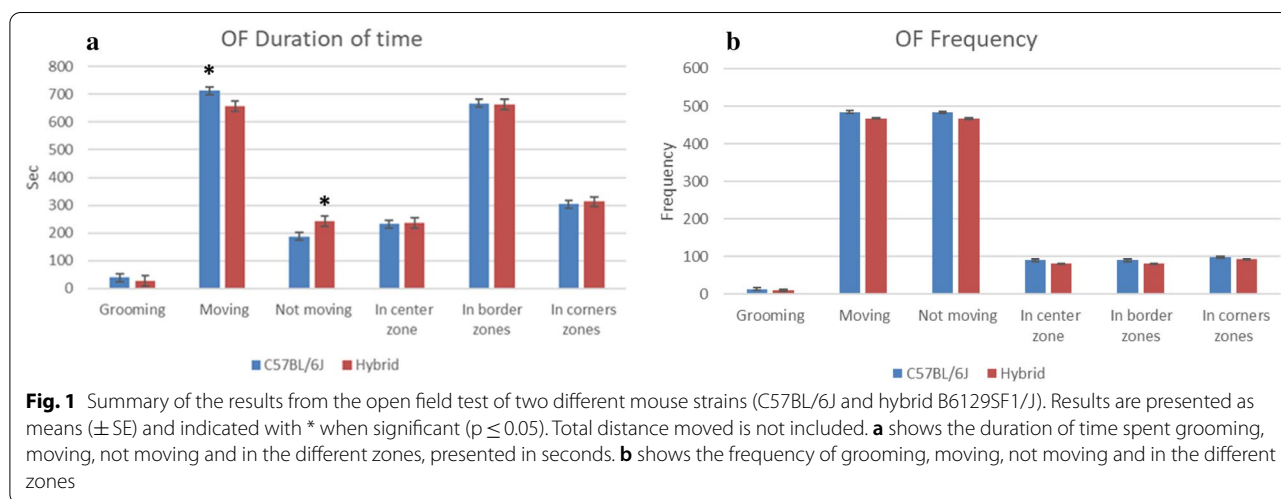 a
OF Duration of time
800
700
600
500
400
300
200
100
0
Sec
*
*
Grooming
Moving
Not moving
In center
zone
In border
zones
In corners
zones
C57BL/6J
Hybrid
b
OF Frequency
600
500
400
300
200
100
0
Frequency
Grooming
Moving
Not moving
In center
zone
In border
zones
In corners
zones
C57BL/6J
Hybrid
Fig. 1 Summary of the results from the open field test of two different mouse strains (C57BL/6J and hybrid B6129SF1/J). Results are presented as
means (± SE) and indicated with * when significant (p ≤ 0.05). Total distance moved is not included. a shows the duration of time spent grooming,
moving, not moving and in the different zones, presented in seconds. b shows the frequency of grooming, moving, not moving and in the different
zones